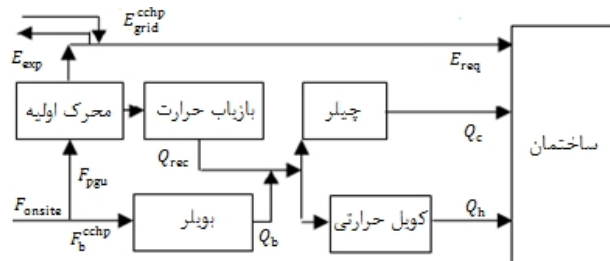 E_grid^cchp
E_exp
E_req
محرک اولیه
بازیاب حرارت
چیلر
ساختمان
Q_rec
Q_c
F_pgu
F_onsite
F_b^cchp
بویلر
Q_b
کویل حرارتی
Q_h